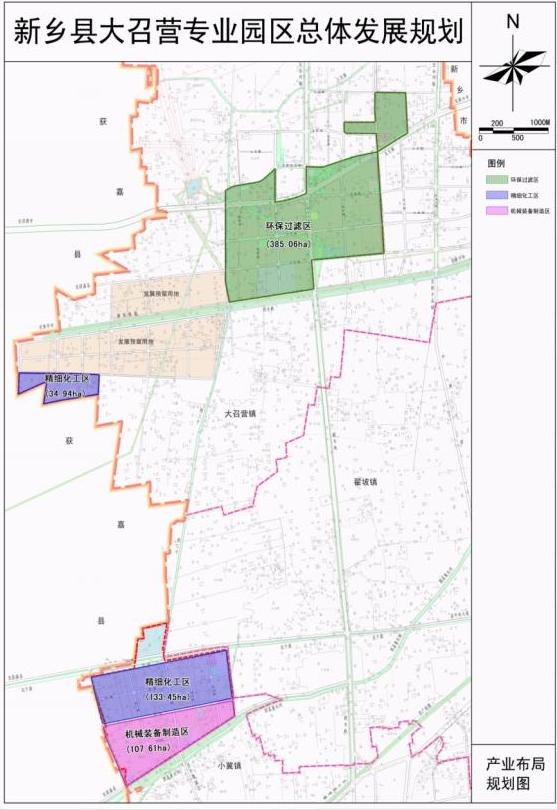 新乡县大召营专业园区总体发展规划
N
200 1000M
0 500
图例
环保过滤区
精细化工区
机械装备制造区
新
乡
市
获
嘉
县
环保过滤区
(385.06ha)
发展预留用地
发展预留用地
精细化工区
(34.94ha)
大召营镇
获
翟坡镇
嘉
县
精细化工区
(133.45ha)
机械装备制造区
(107.61ha)
小冀镇
产业布局
规划图